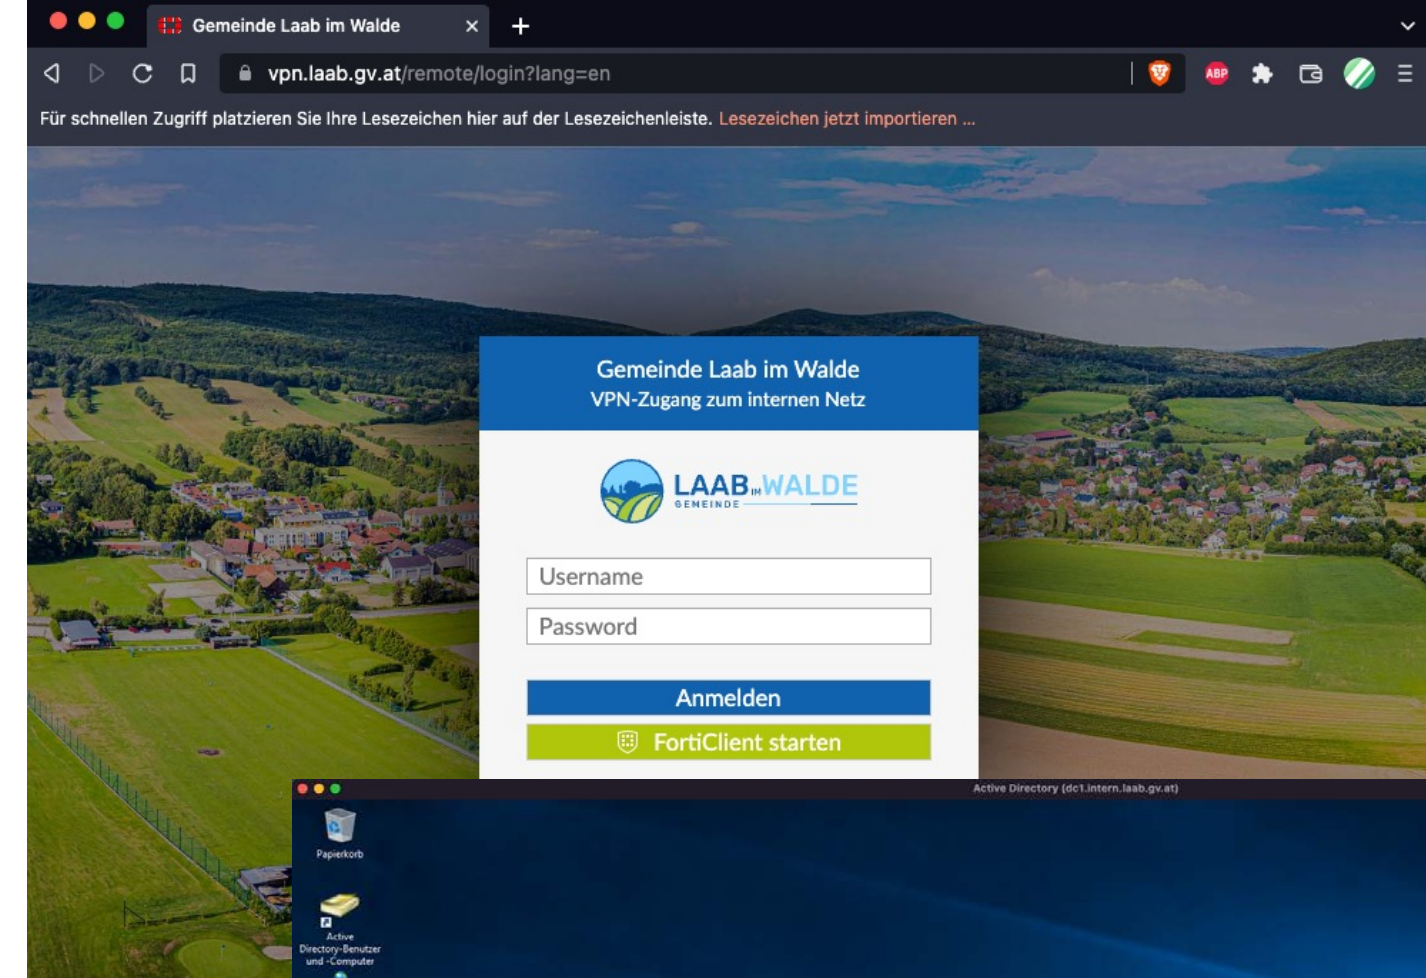 Gemeinde Laab im Walde
vpn.laab.gv.at/remote/login?lang=en
ABP
Für schnellen Zugriff platzieren Sie Ihre Lesezeichen hier auf der Lesezeichenleiste. Lesezeichen jetzt importieren ...
Gemeinde Laab im Walde
VPN-Zugang zum internen Netz
LAAB IM WALDE
GEMEINDE
Username
Password
Anmelden
FortiClient starten
Active Directory (dc1.intern.laab.gv.at)
Papierkorb
Active
Directory-Benutzer
und -Computer